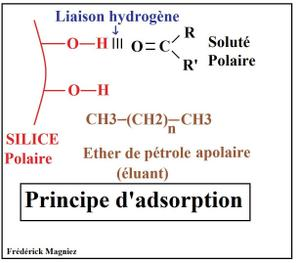 Liaison hydrogène
O–H ||| O=C R R'
Soluté
Polaire
O–H
CH3–(CH2)n–CH3
SILICE
Polaire
Ether de pétrole apolaire
(éluant)
Principe d'adsorption
Frédérick Magniez